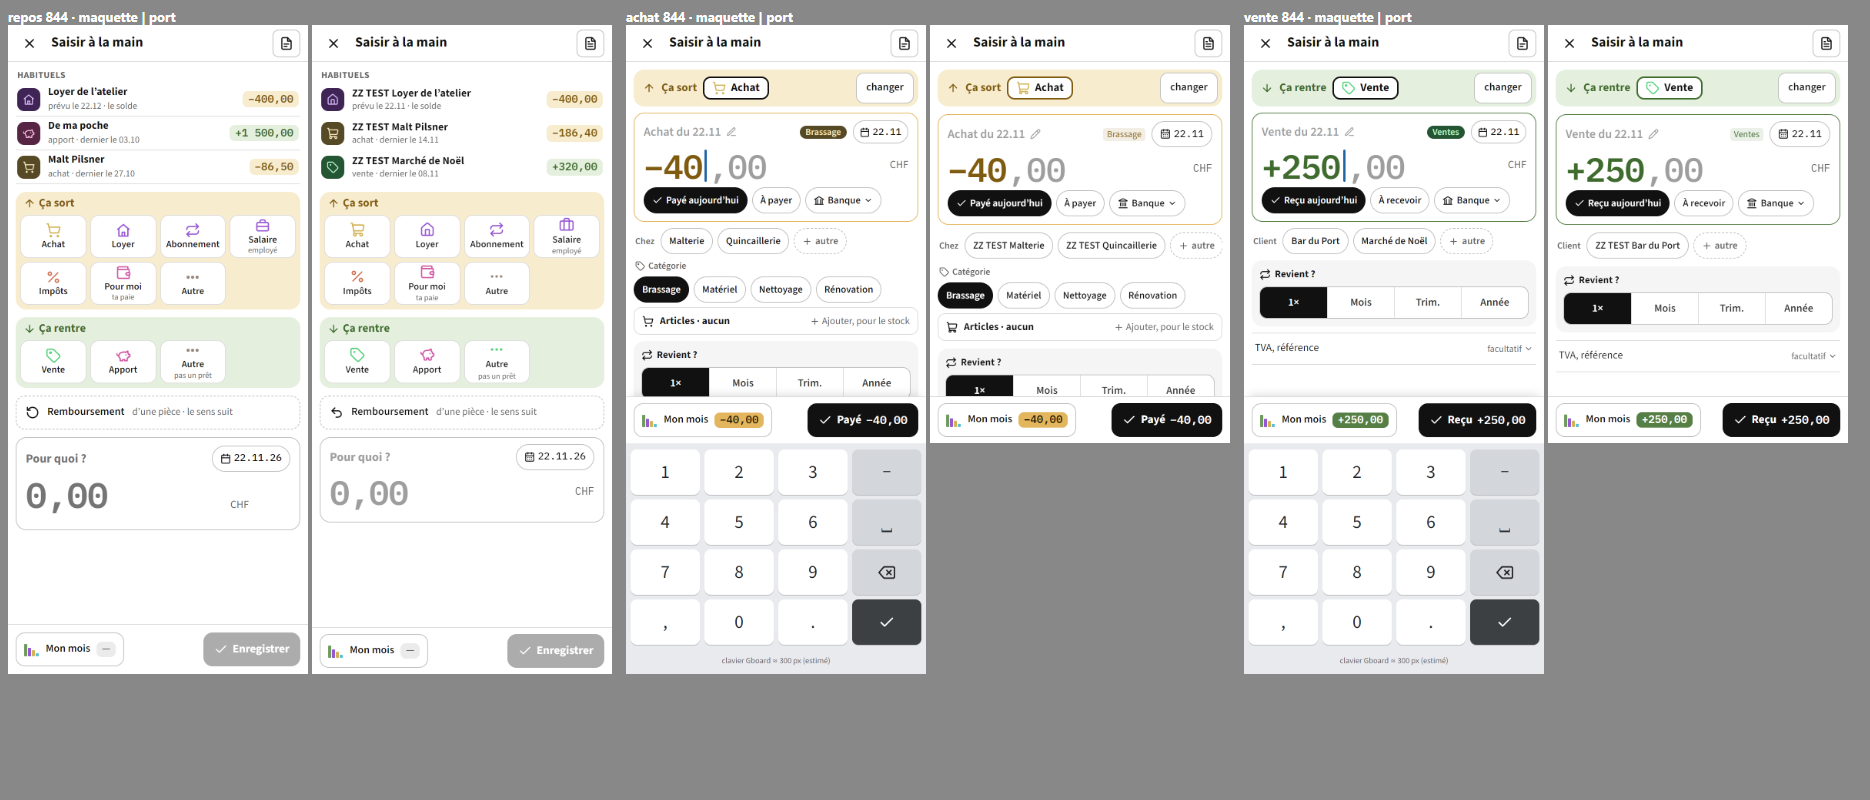 repos 844 · maquette | port
Saisir à la main
HABITUELS
Loyer de l'atelier
prévu le 22.12 · le solde
−400,00
De ma poche
apport · dernier le 03.10
+1 500,00
Malt Pilsner
achat · dernier le 27.10
−86,50
Ça sort
Achat
Loyer
Abonnement
Salaire
employé
Impôts
Pour moi
ta paie
Autre
Ça rentre
Vente
Apport
Autre
pas un prêt
Remboursement d'une pièce · le sens suit
Pour quoi ?
22.11.26
0,00
CHF
Mon mois —
Enregistrer
Saisir à la main
HABITUELS
ZZ TEST Loyer de l'atelier
prévu le 22.11 · le solde
−400,00
ZZ TEST Malt Pilsner
achat · dernier le 14.11
−186,40
ZZ TEST Marché de Noël
vente · dernier le 08.11
+320,00
Ça sort
Achat
Loyer
Abonnement
Salaire
employé
Impôts
Pour moi
ta paie
Autre
Ça rentre
Vente
Apport
Autre
pas un prêt
Remboursement d'une pièce · le sens suit
Pour quoi ?
22.11.26
0,00
CHF
Mon mois —
Enregistrer
achat 844 · maquette | port
Saisir à la main
Ça sort
Achat
changer
Achat du 22.11
Brassage
22.11
−40,00
CHF
Payé aujourd'hui
À payer
Banque
Chez
Malterie
Quincaillerie
+ autre
Catégorie
Brassage
Matériel
Nettoyage
Rénovation
Articles · aucun
+ Ajouter, pour le stock
Revient ?
1×
Mois
Trim.
Année
Mon mois −40,00
Payé −40,00
1 2 3 −
4 5 6 ⎵
7 8 9
, 0 .
clavier Gboard ≈ 300 px (estimé)
Saisir à la main
Ça sort
Achat
changer
Achat du 22.11
Brassage
22.11
−40,00
CHF
Payé aujourd'hui
À payer
Banque
Chez
ZZ TEST Malterie
ZZ TEST Quincaillerie
+ autre
Catégorie
Brassage
Matériel
Nettoyage
Rénovation
Articles · aucun
+ Ajouter, pour le stock
Revient ?
1×
Mois
Trim.
Année
Mon mois −40,00
Payé −40,00
vente 844 · maquette | port
Saisir à la main
Ça rentre
Vente
changer
Vente du 22.11
Ventes
22.11
+250,00
CHF
Reçu aujourd'hui
À recevoir
Banque
Client
Bar du Port
Marché de Noël
+ autre
Revient ?
1×
Mois
Trim.
Année
TVA, référence
facultatif
Mon mois +250,00
Reçu +250,00
1 2 3 −
4 5 6 ⎵
7 8 9
, 0 .
clavier Gboard ≈ 300 px (estimé)
Saisir à la main
Ça rentre
Vente
changer
Vente du 22.11
Ventes
22.11
+250,00
CHF
Reçu aujourd'hui
À recevoir
Banque
Client
ZZ TEST Bar du Port
+ autre
Revient ?
1×
Mois
Trim.
Année
TVA, référence
facultatif
Mon mois +250,00
Reçu +250,00